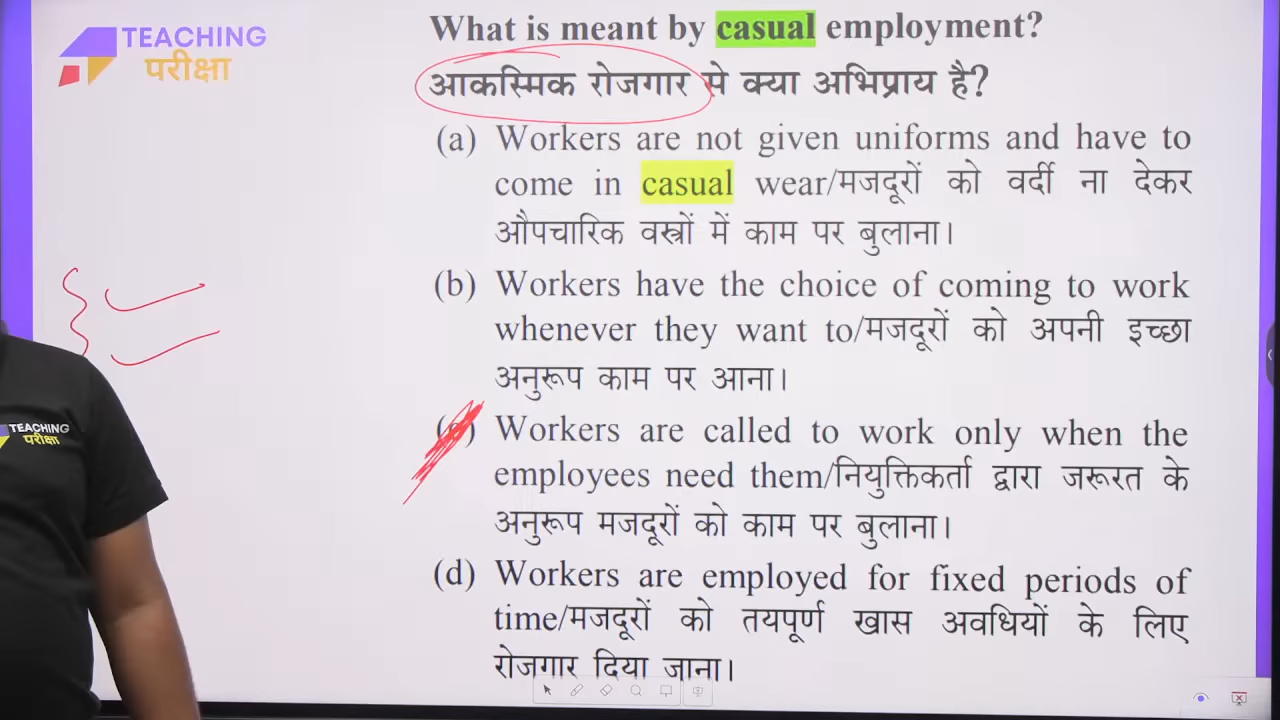 TEACHING
परीक्षा
What is meant by casual employment?
आकस्मिक रोजगार से क्या अभिप्राय है?
(a) Workers are not given uniforms and have to
come in casual wear/मजदूरों को वर्दी ना देकर
औपचारिक वस्त्रों में काम पर बुलाना।
(b) Workers have the choice of coming to work
whenever they want to/मजदूरों को अपनी इच्छा
अनुरूप काम पर आना।
(c) Workers are called to work only when the
employees need them/नियुक्तिकर्ता द्वारा जरूरत के
अनुरूप मजदूरों को काम पर बुलाना।
(d) Workers are employed for fixed periods of
time/मजदूरों को तयपूर्ण खास अवधियों के लिए
रोजगार दिया जाना।
TEACHING
परीक्षा